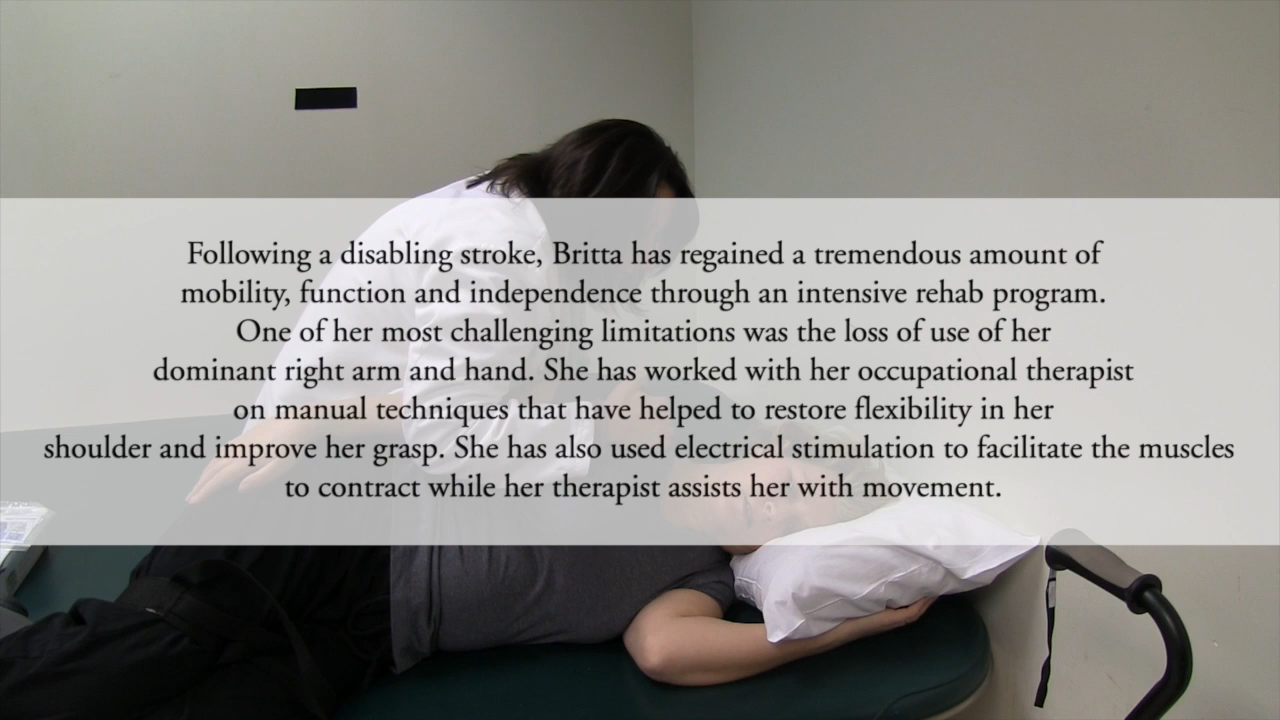 Following a disabling stroke, Britta has regained a tremendous amount of
mobility, function and independence through an intensive rehab program.
One of her most challenging limitations was the loss of use of her
dominant right arm and hand. She has worked with her occupational therapist
on manual techniques that have helped to restore flexibility in her
shoulder and improve her grasp. She has also used electrical stimulation to facilitate the muscles
to contract while her therapist assists her with movement.